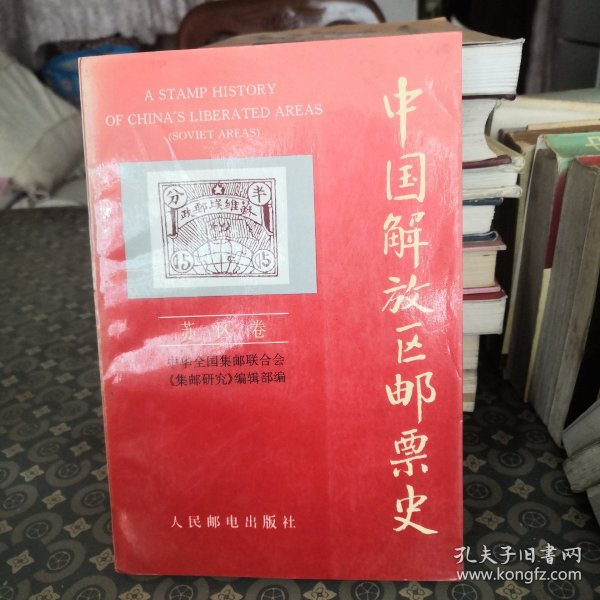 A STAMP HISTORY
OF CHINA'S LIBERATED AREAS
(SOVIET AREAS)
中国解放区邮票史
分 半
政郵埃維蘇
15 15
苏区卷
中华全国集邮联合会
《集邮研究》编辑部编
人民邮电出版社
孔夫子旧书网
www.kongfz.com